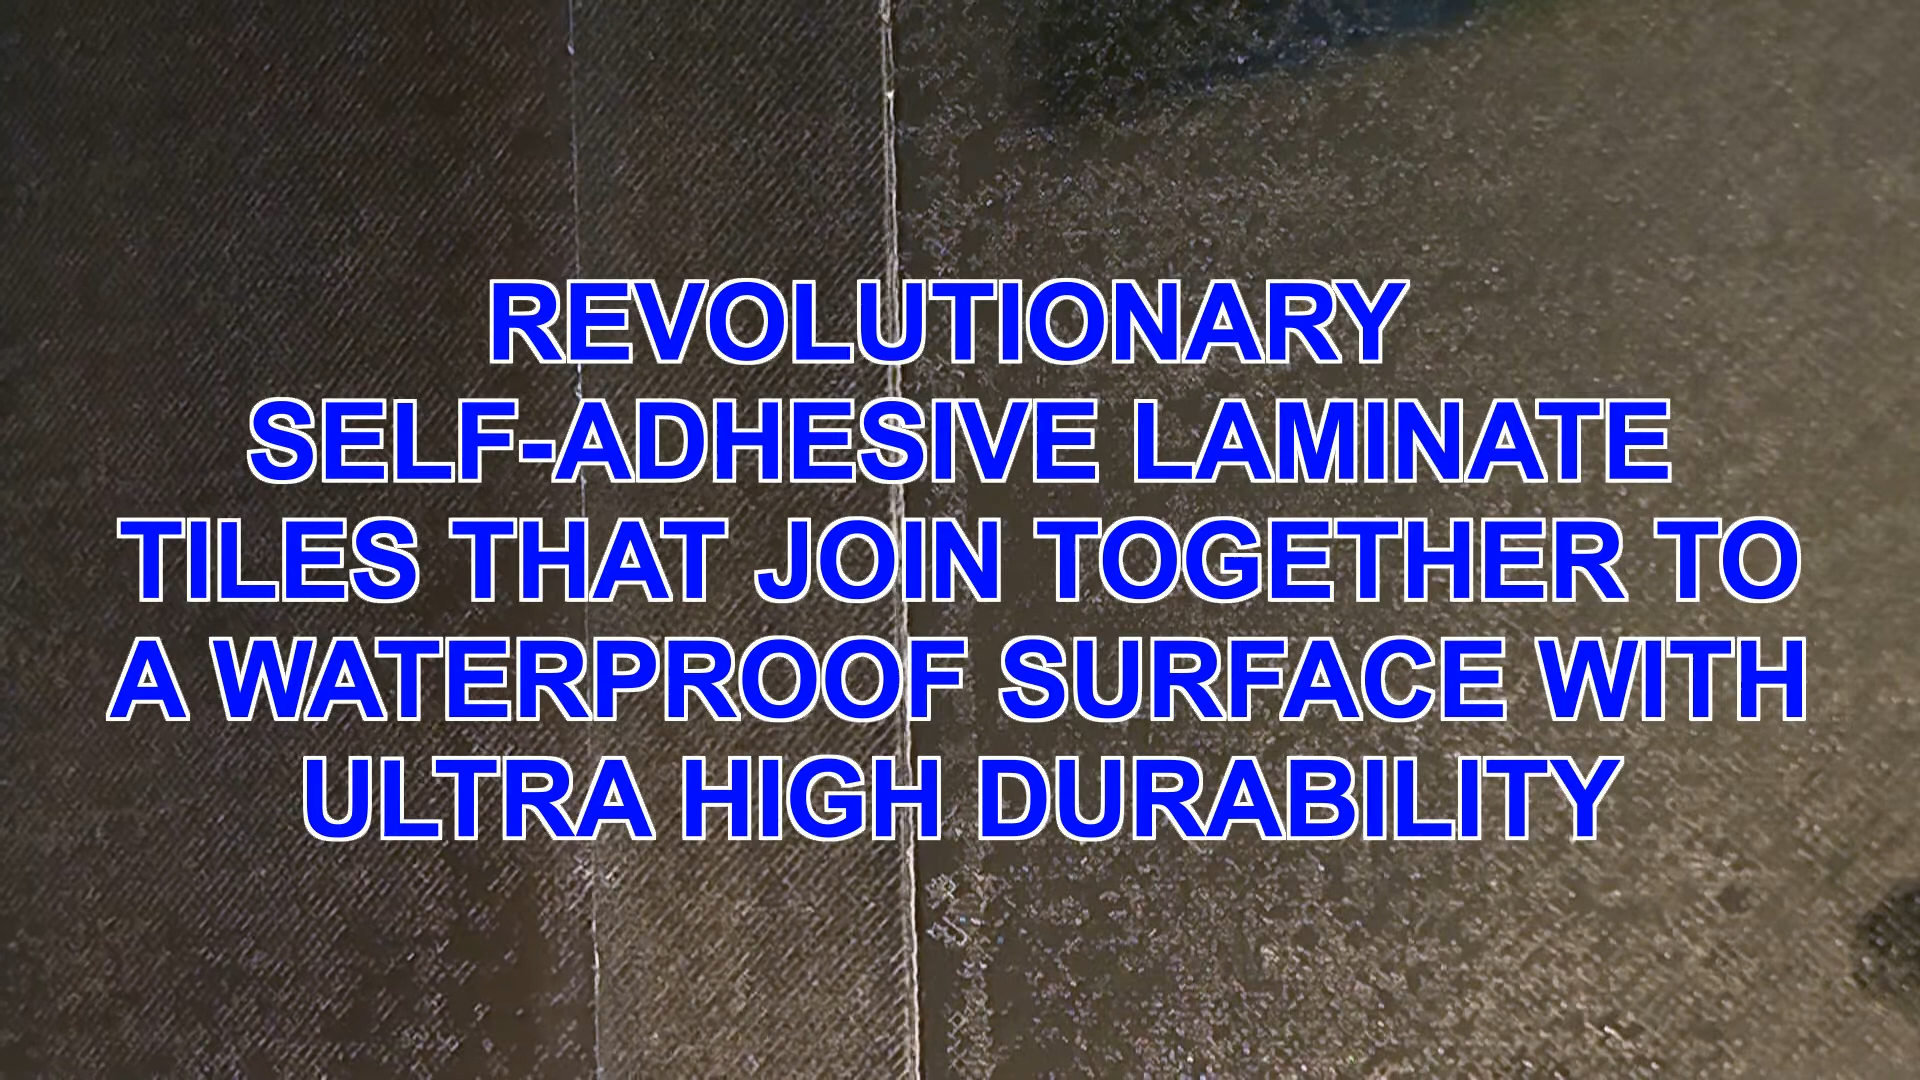 REVOLUTIONARY
SELF-ADHESIVE LAMINATE
TILES THAT JOIN TOGETHER TO
A WATERPROOF SURFACE WITH
ULTRA HIGH DURABILITY